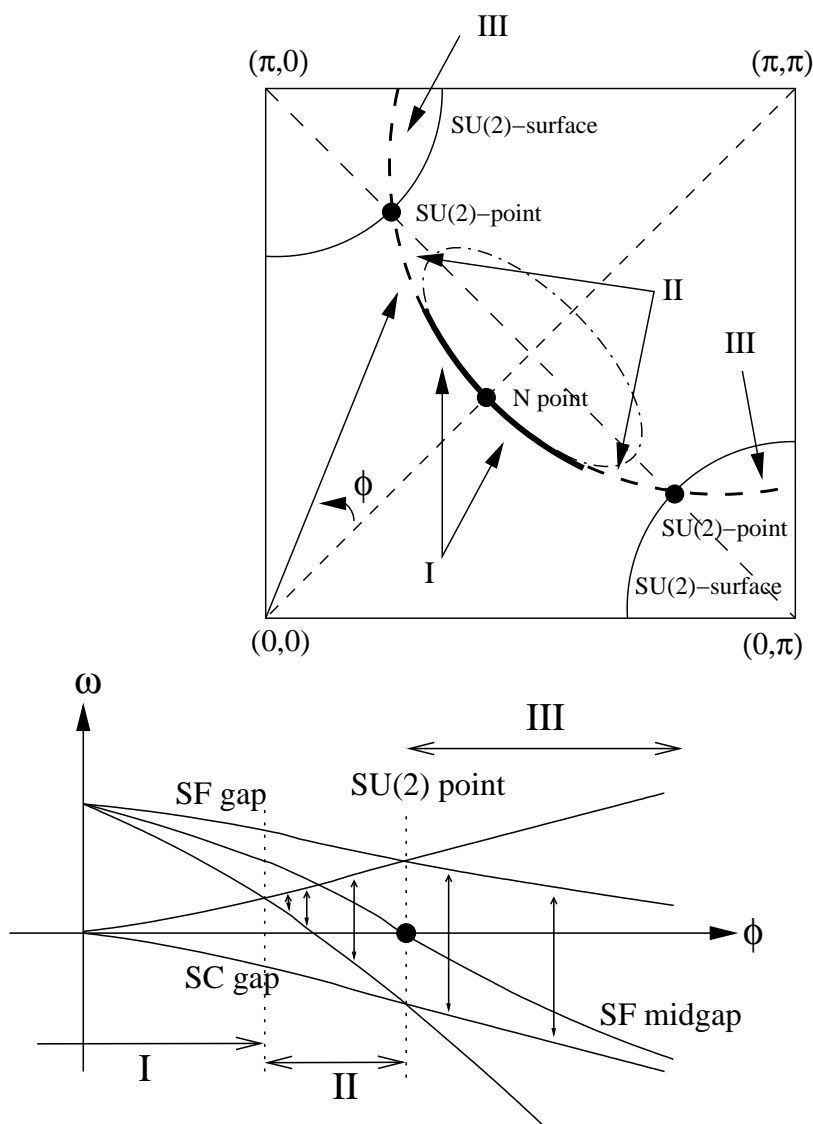 III
(π,0)
(π,π)
SU(2)−surface
SU(2)−point
II
III
N point
ϕ
SU(2)−point
I
SU(2)−surface
(0,0)
(0,π)
ω
III
SF gap
SU(2) point
ϕ
SC gap
SF midgap
I
II